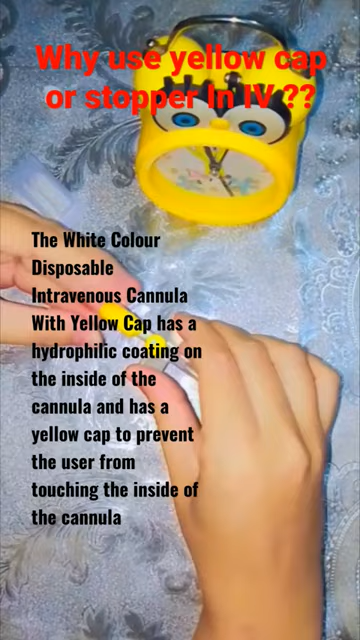 Why use yellow cap
or stopper In IV ??
The White Colour
Disposable
Intravenous Cannula
With Yellow Cap has a
hydrophilic coating on
the inside of the
cannula and has a
yellow cap to prevent
the user from
touching the inside of
the cannula